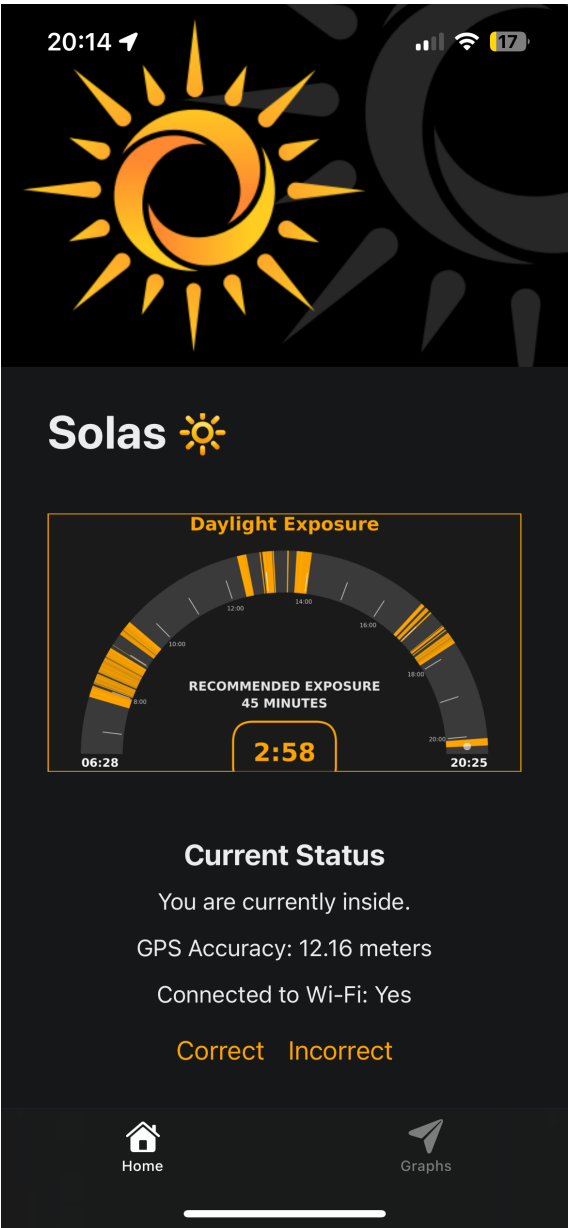 20:14
17
Solas
Daylight Exposure
12:00
14:00
10:00
16:00
8:00
18:00
20:00
RECOMMENDED EXPOSURE
45 MINUTES
2:58
06:28
20:25
Current Status
You are currently inside.
GPS Accuracy: 12.16 meters
Connected to Wi-Fi: Yes
Correct Incorrect
Home
Graphs